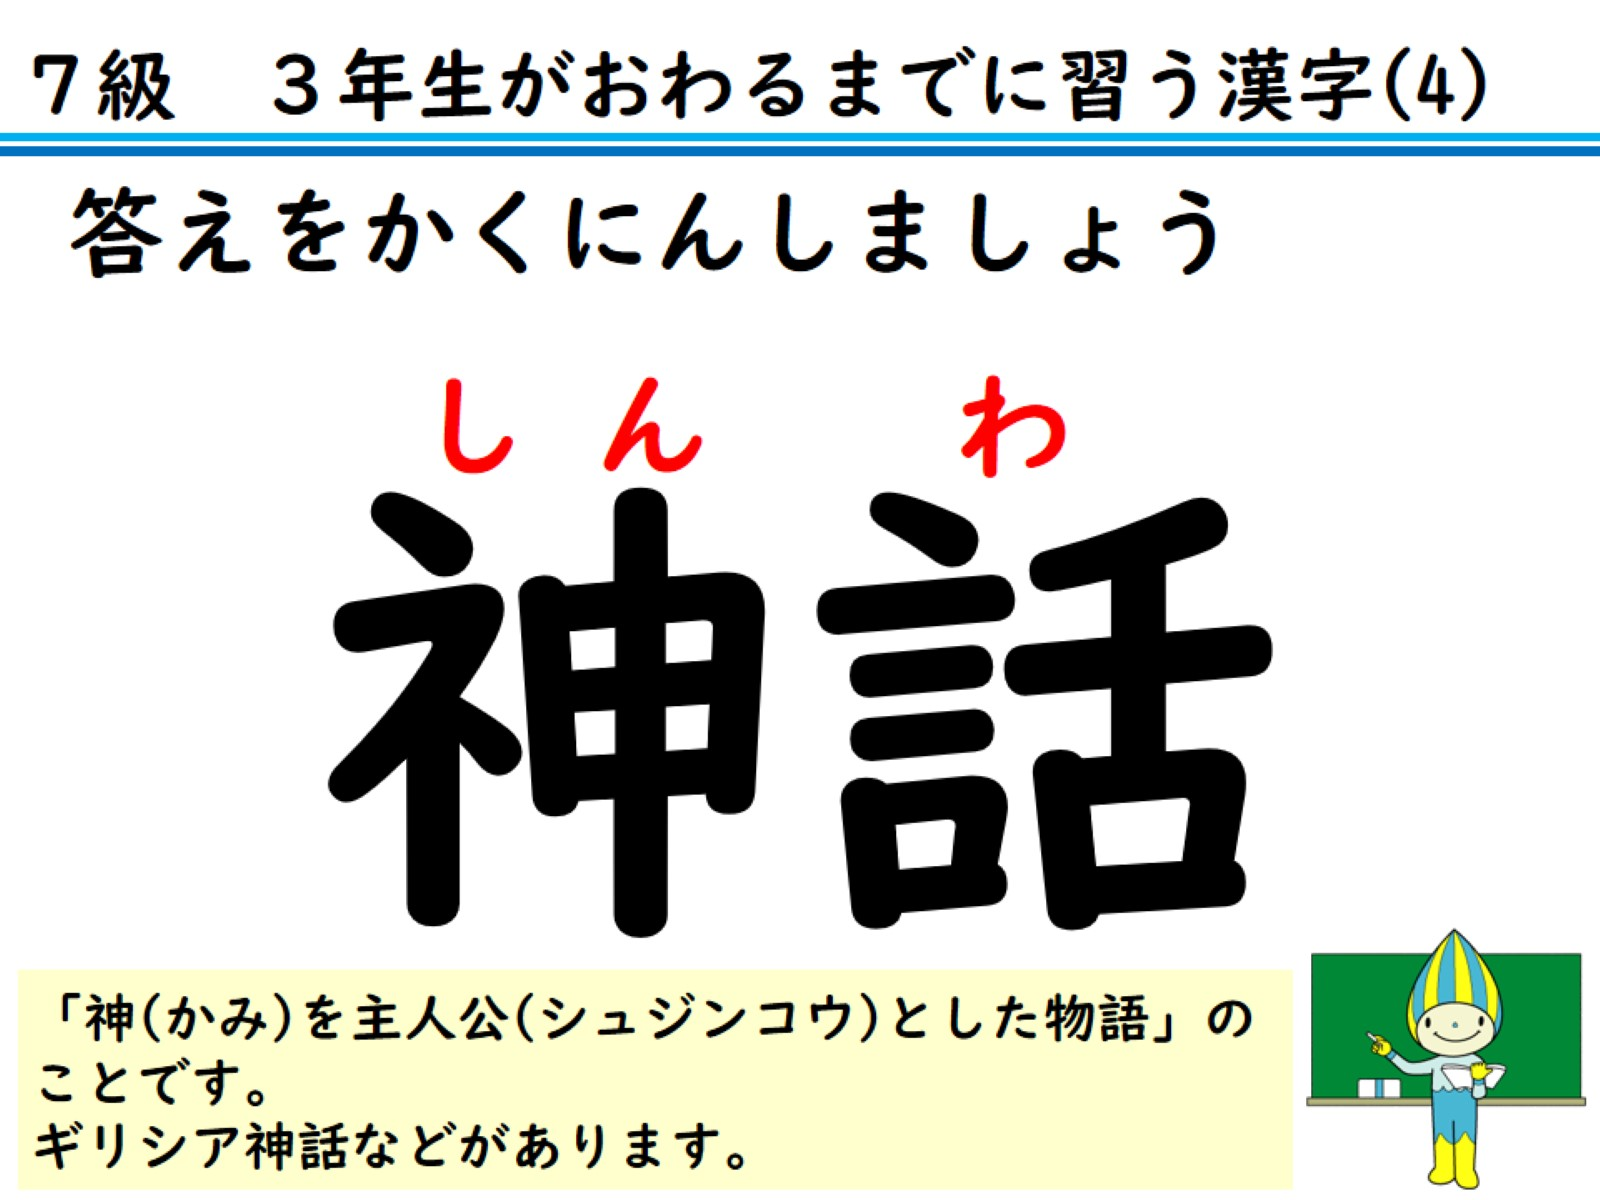 ７級　３年生がおわるまでに習う漢字(4)
答えをかくにんしましょう
しん　わ
神話
「神(かみ)を主人公(シュジンコウ)とした物語」の
ことです。
ギリシア神話などがあります。